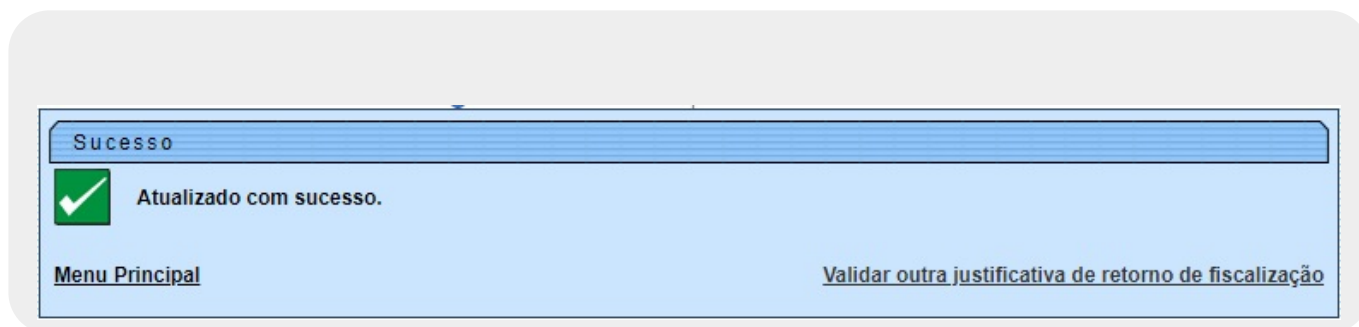 Sucesso
Atualizado com sucesso.
Menu Principal
Validar outra justificativa de retorno de fiscalização